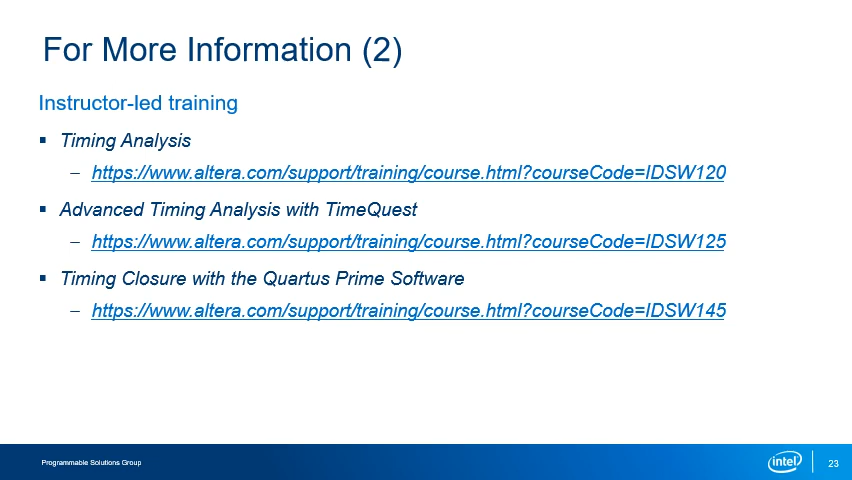 For More Information (2)
Instructor-led training
▪ Timing Analysis
– https://www.altera.com/support/training/course.html?courseCode=IDSW120
▪ Advanced Timing Analysis with TimeQuest
– https://www.altera.com/support/training/course.html?courseCode=IDSW125
▪ Timing Closure with the Quartus Prime Software
– https://www.altera.com/support/training/course.html?courseCode=IDSW145
Programmable Solutions Group
intel
23